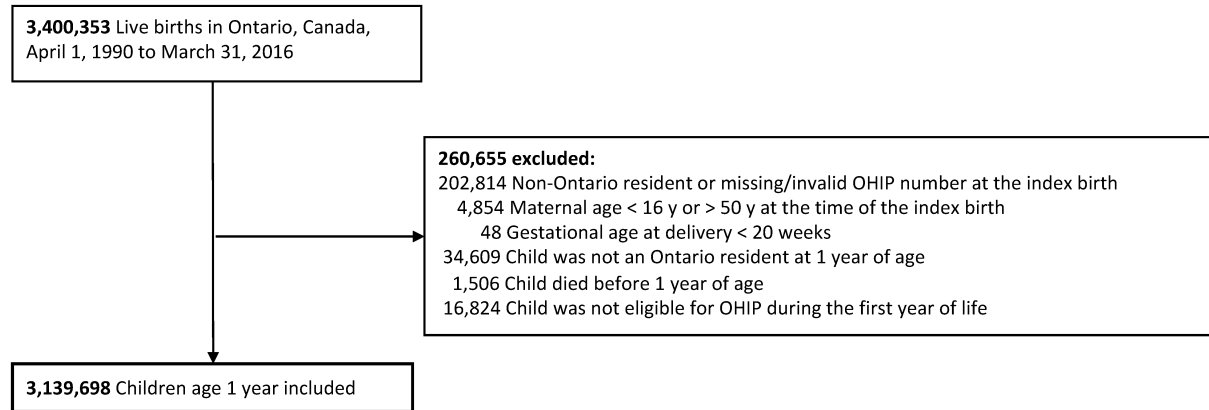 3,400,353 Live births in Ontario, Canada,
April 1, 1990 to March 31, 2016
260,655 excluded:
202,814 Non-Ontario resident or missing/invalid OHIP number at the index birth
4,854 Maternal age < 16 y or > 50 y at the time of the index birth
48 Gestational age at delivery < 20 weeks
34,609 Child was not an Ontario resident at 1 year of age
1,506 Child died before 1 year of age
16,824 Child was not eligible for OHIP during the first year of life
3,139,698 Children age 1 year included